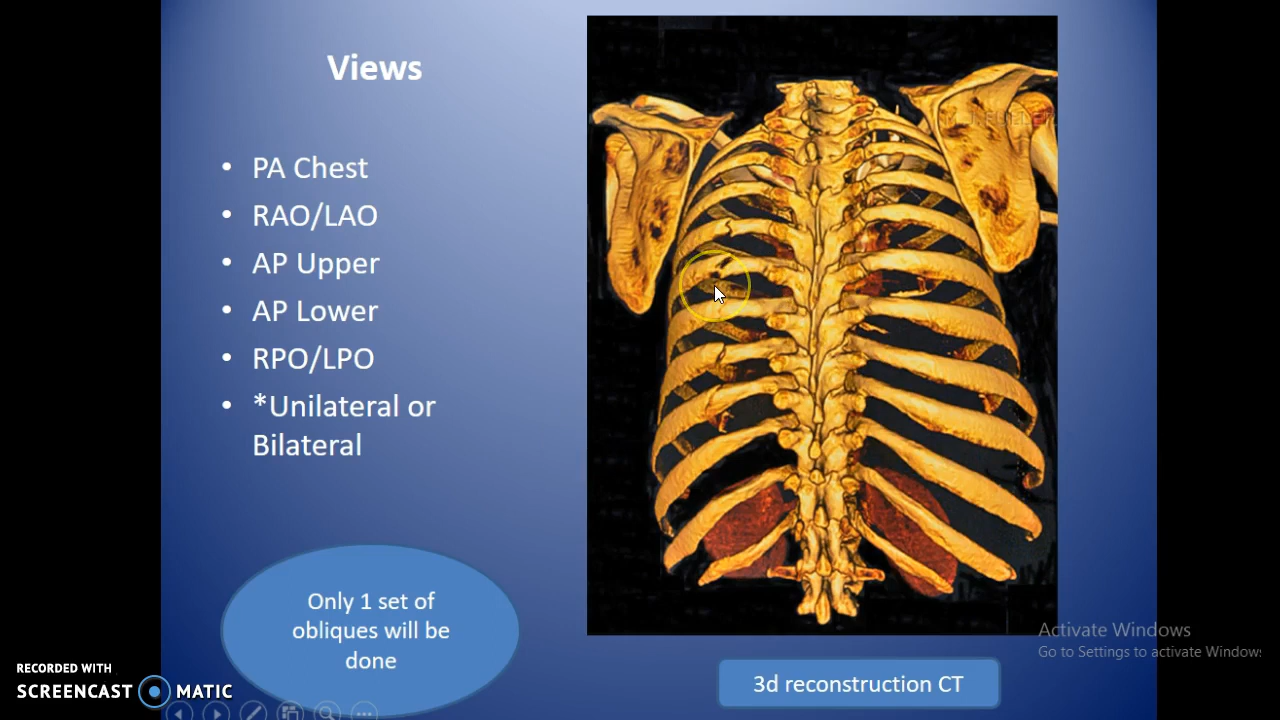 Views
• PA Chest
• RAO/LAO
• AP Upper
• AP Lower
• RPO/LPO
• *Unilateral or
Bilateral
Only 1 set of
obliques will be
done
3d reconstruction CT
Activate Windows
Go to Settings to activate Windows
RECORDED WITH
SCREENCAST MATIC